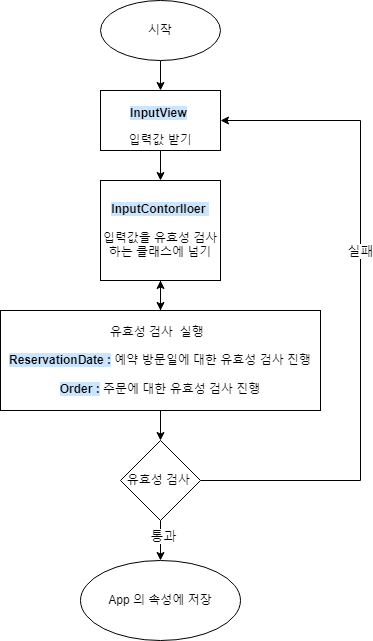 시작
InputView
입력값 받기
InputContorlloer
입력값을 유효성 검사
하는 클래스에 넘기
실패
유효성 검사 실행
ReservationDate : 예약 방문일에 대한 유효성 검사 진행
Order : 주문에 대한 유효성 검사 진행
유효성 검사
통과
App 의 속성에 저장